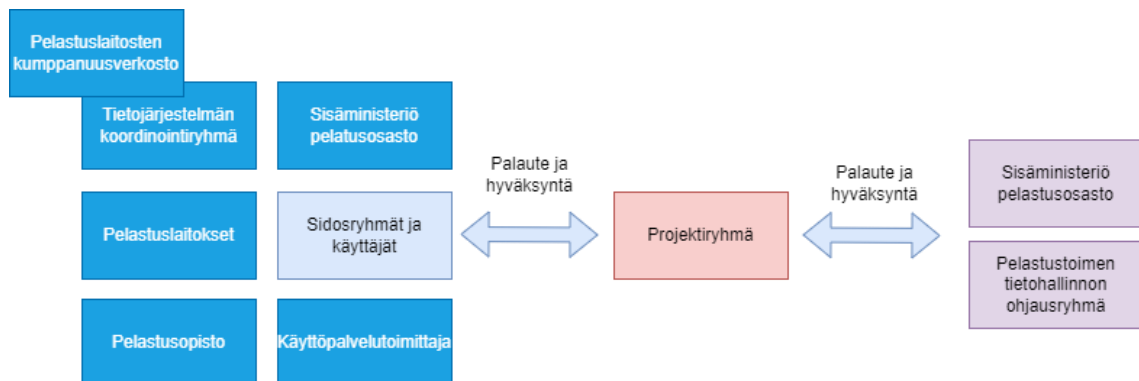 Pelastuslaitosten
kumppanuusverkosto
Tietojärjestelmän
koordinointiryhmä
Sisäministeriö
pelatusosasto
Pelastuslaitokset
Sidosryhmät ja
käyttäjät
Pelastusopisto
Käyttöpalvelutoimittaja
Palaute ja
hyväksyntä
Projektiryhmä
Palaute ja
hyväksyntä
Sisäministeriö
pelastusosasto
Pelastustoimen
tietohallinnon
ohjausryhmä